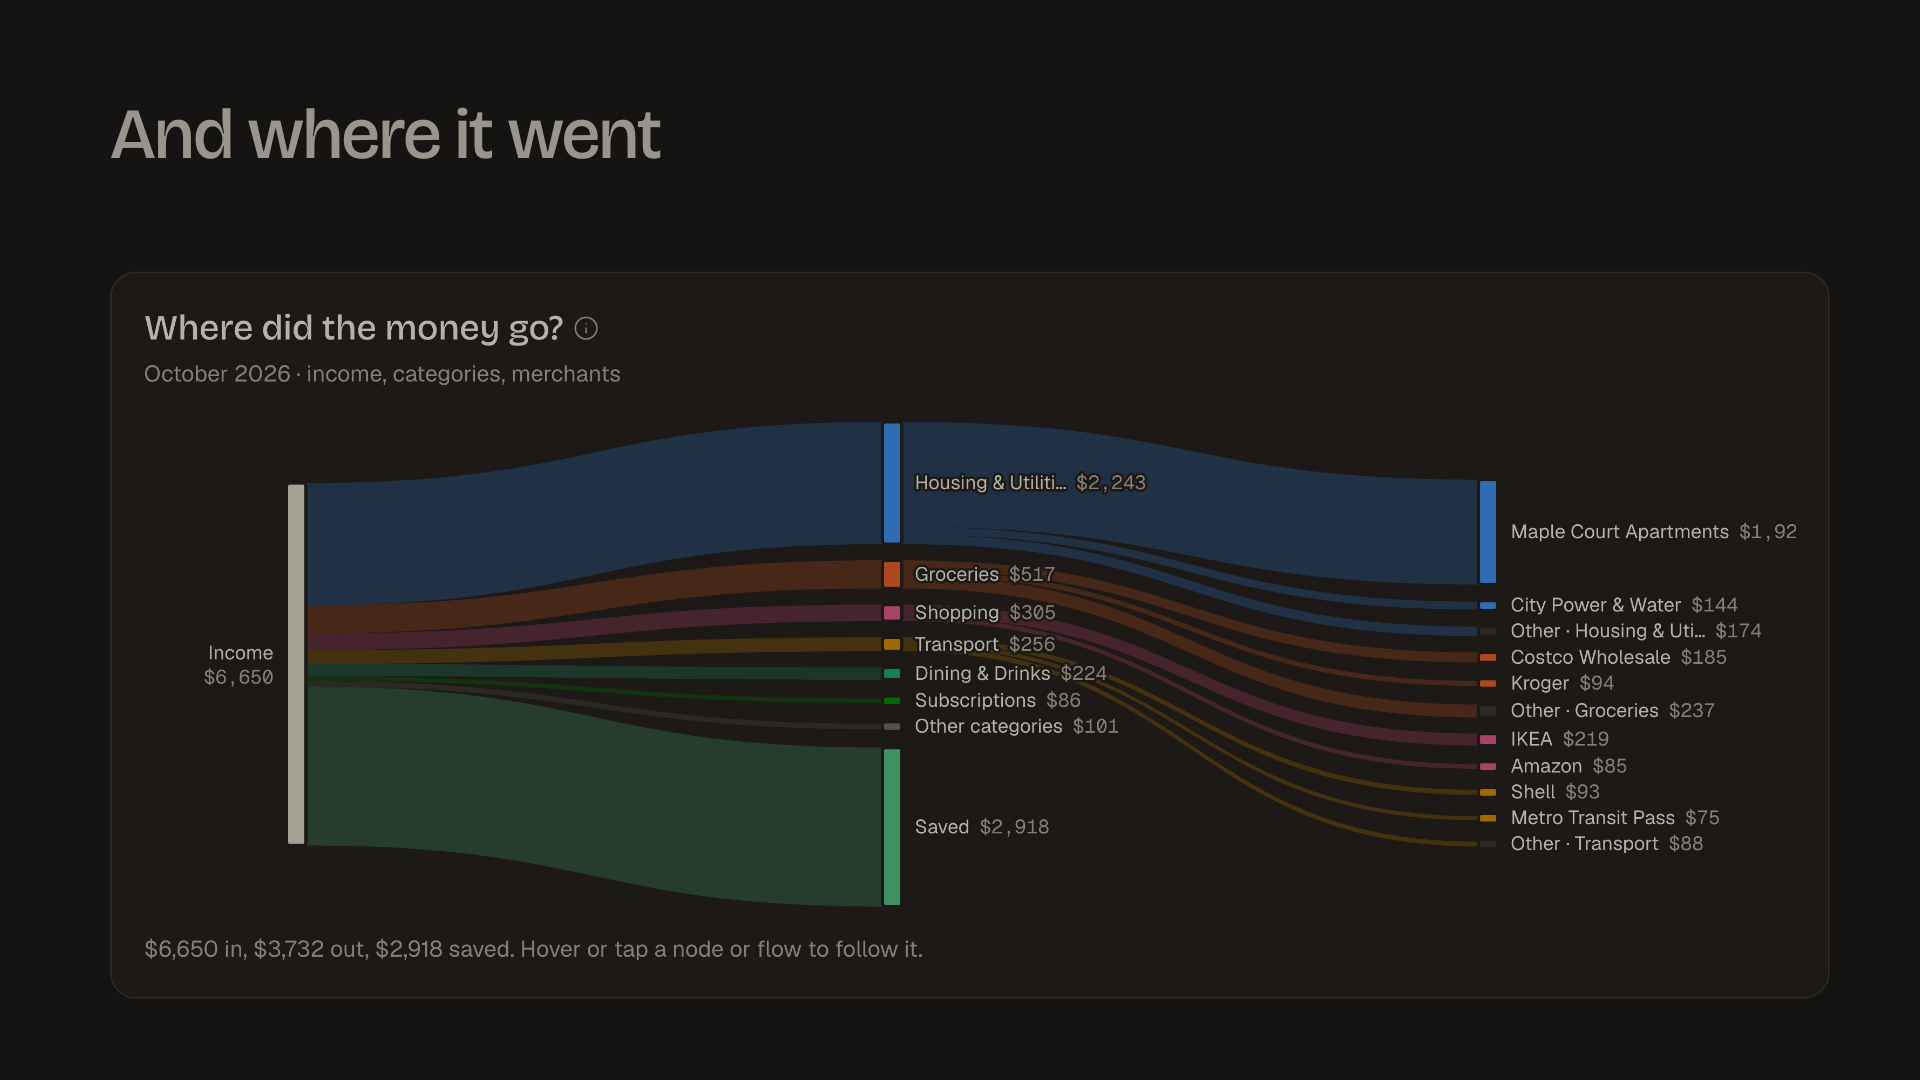 And where it went
Where did the money go?
October 2026 · income, categories, merchants
Income
$6,650
Housing & Utiliti… $2,243
Groceries $517
Shopping $305
Transport $256
Dining & Drinks $224
Subscriptions $86
Other categories $101
Saved $2,918
Maple Court Apartments $1,92
City Power & Water $144
Other · Housing & Uti… $174
Costco Wholesale $185
Kroger $94
Other · Groceries $237
IKEA $219
Amazon $85
Shell $93
Metro Transit Pass $75
Other · Transport $88
$6,650 in, $3,732 out, $2,918 saved. Hover or tap a node or flow to follow it.